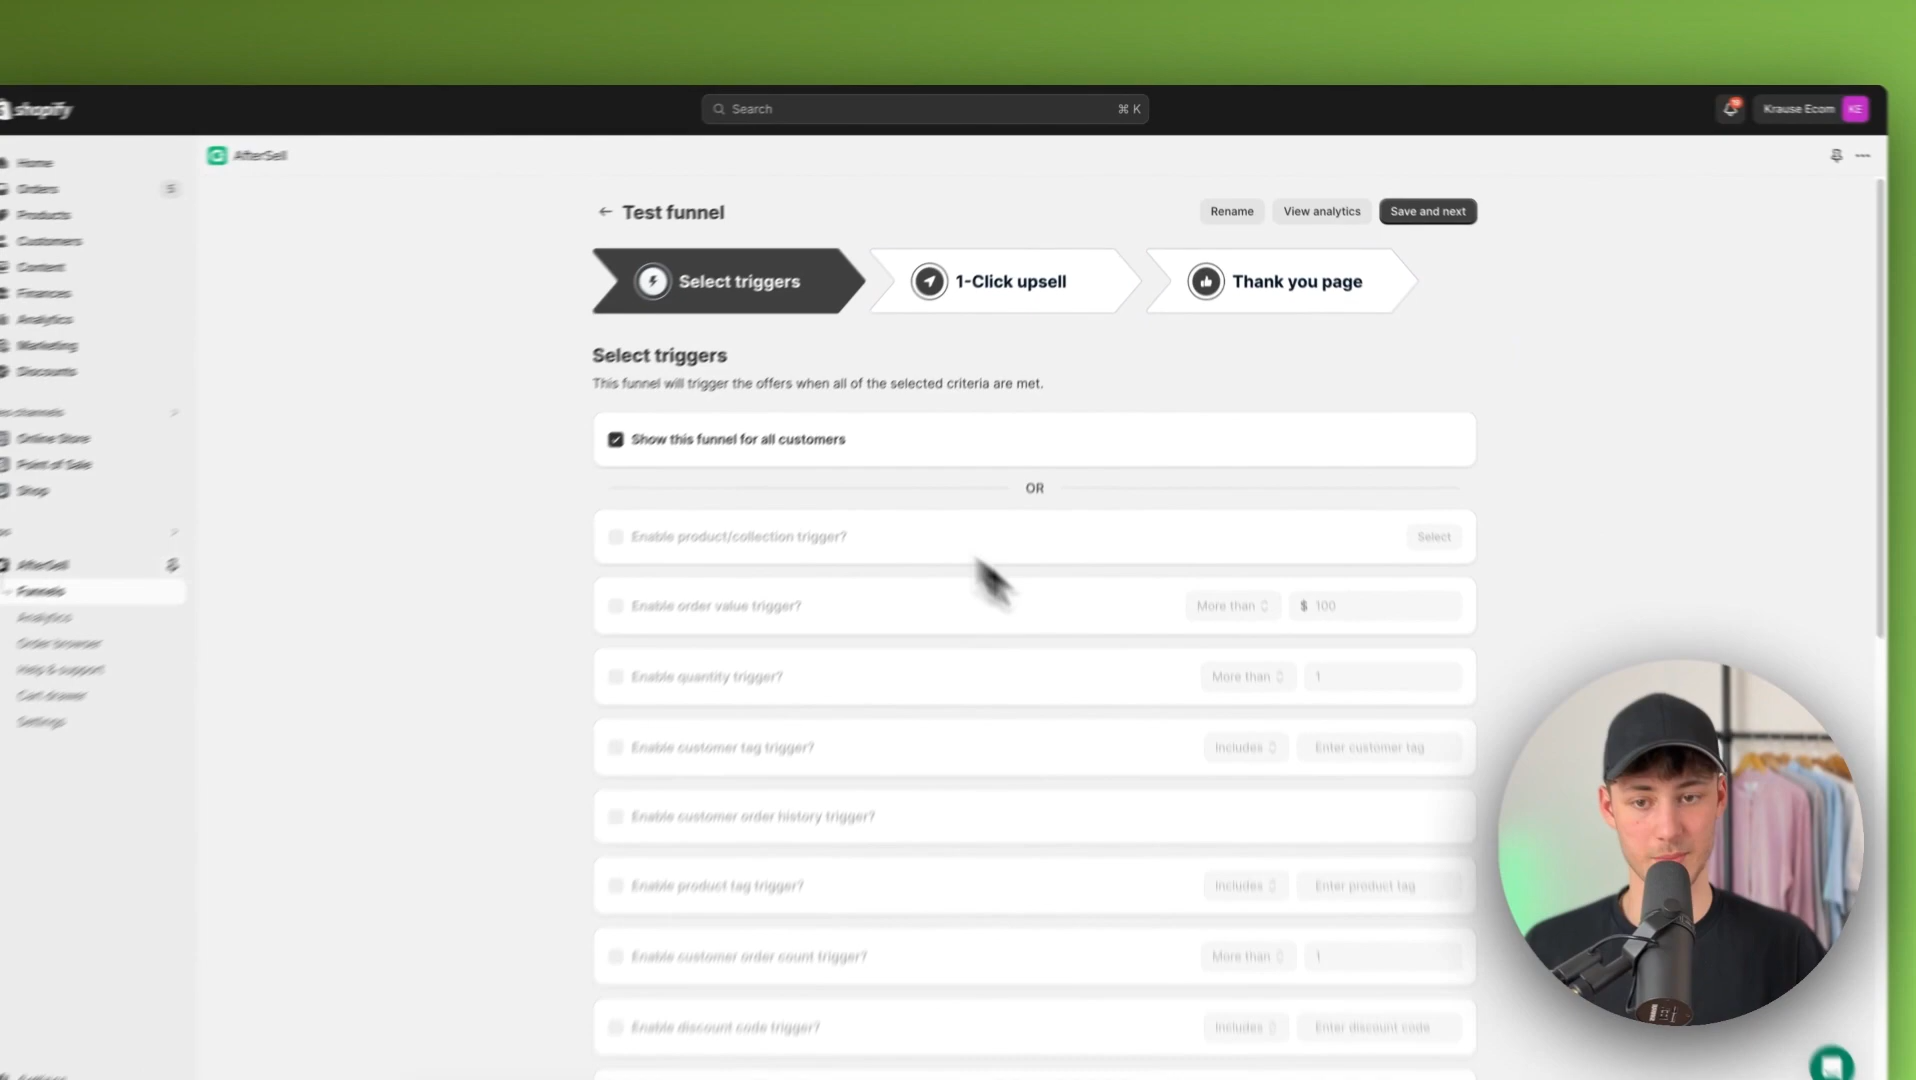 shopify
Search
⌘ K
Krause Ecom
KE
Home
Orders
5
Products
Customers
Content
Finances
Analytics
Marketing
Discounts
Online Store
Point of Sale
Shop
AfterSell
Funnels
Analytics
Order browser
Help & support
Cart drawer
Settings
AfterSell
Test funnel
Rename
View analytics
Save and next
Select triggers
1-Click upsell
Thank you page
Select triggers
This funnel will trigger the offers when all of the selected criteria are met.
Show this funnel for all customers
OR
Enable product/collection trigger?
Select
Enable order value trigger?
More than
$ 100
Enable quantity trigger?
More than
1
Enable customer tag trigger?
Includes
Enter customer tag
Enable customer order history trigger?
Enable product tag trigger?
Includes
Enter product tag
Enable customer order count trigger?
More than
1
Enable discount code trigger?
Includes
Enter discount code